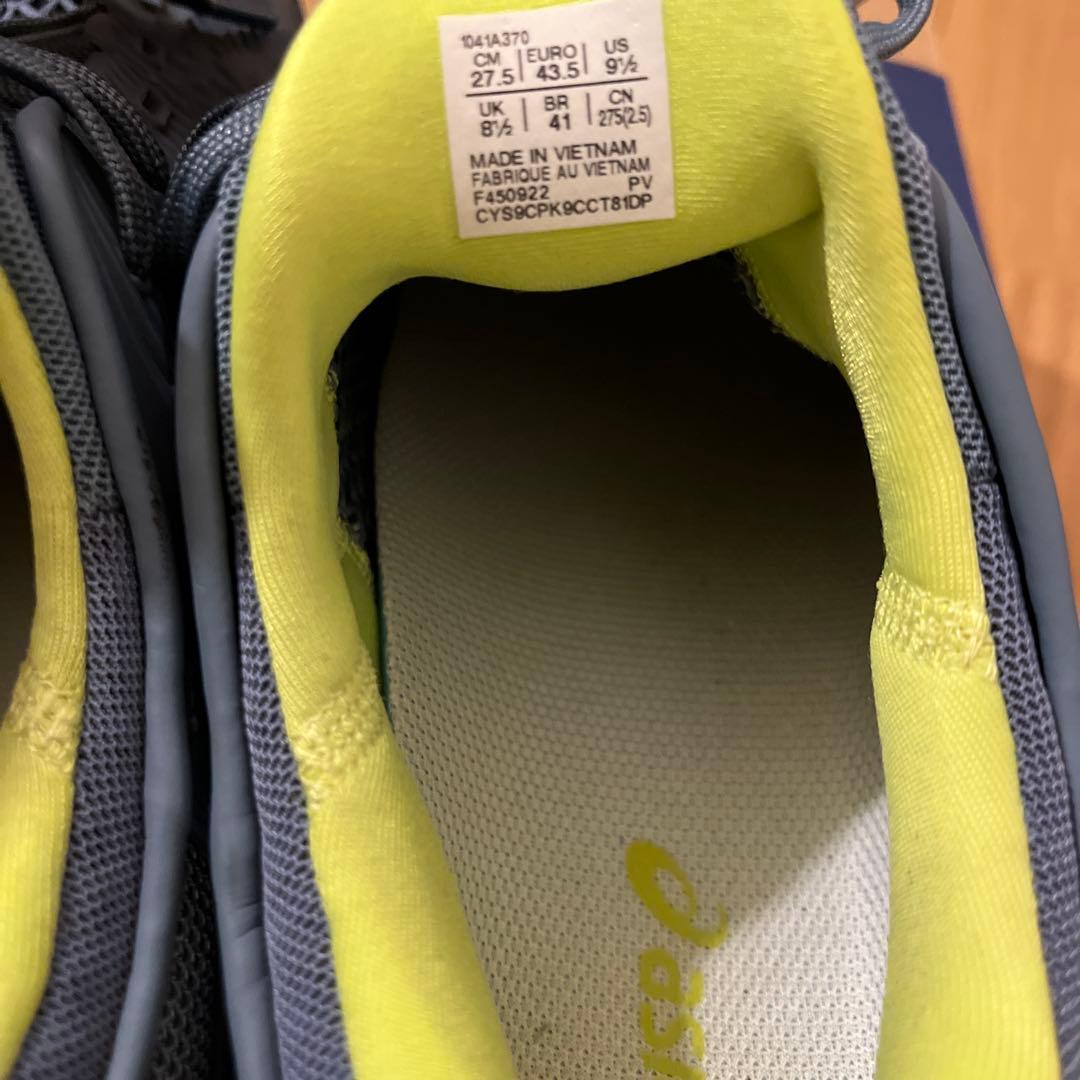 1041A370
CM EURO US
27.5 43.5 9½
UK BR CN
8½ 41 275(2.5)
MADE IN VIETNAM
FABRIQUE AU VIETNAM
F450922 PV
CYS9CPK9CCT81DP
asi